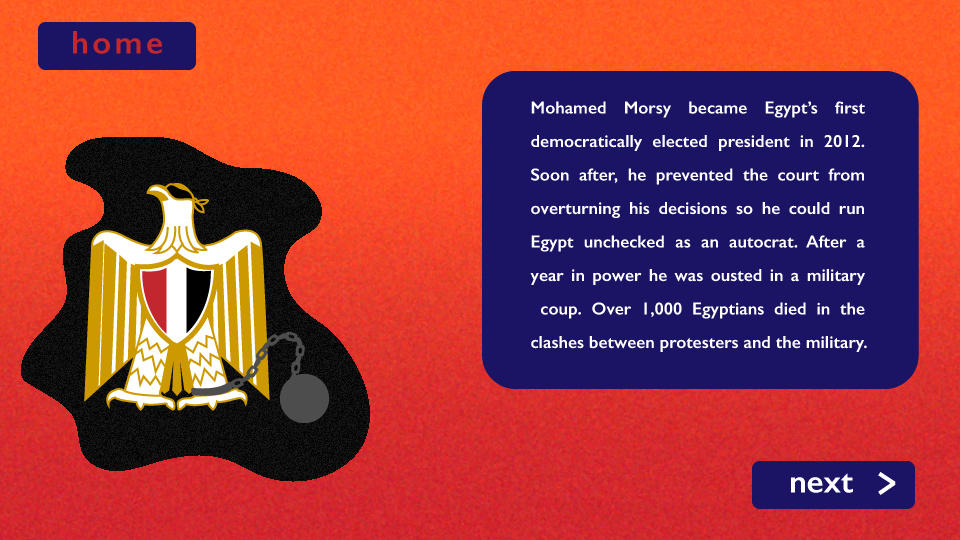 home
Mohamed Morsy became Egypt’s first
democratically elected president in 2012.
Soon after, he prevented the court from
overturning his decisions so he could run
Egypt unchecked as an autocrat. After a
year in power he was ousted in a military
coup. Over 1,000 Egyptians died in the
clashes between protesters and the military.
next >